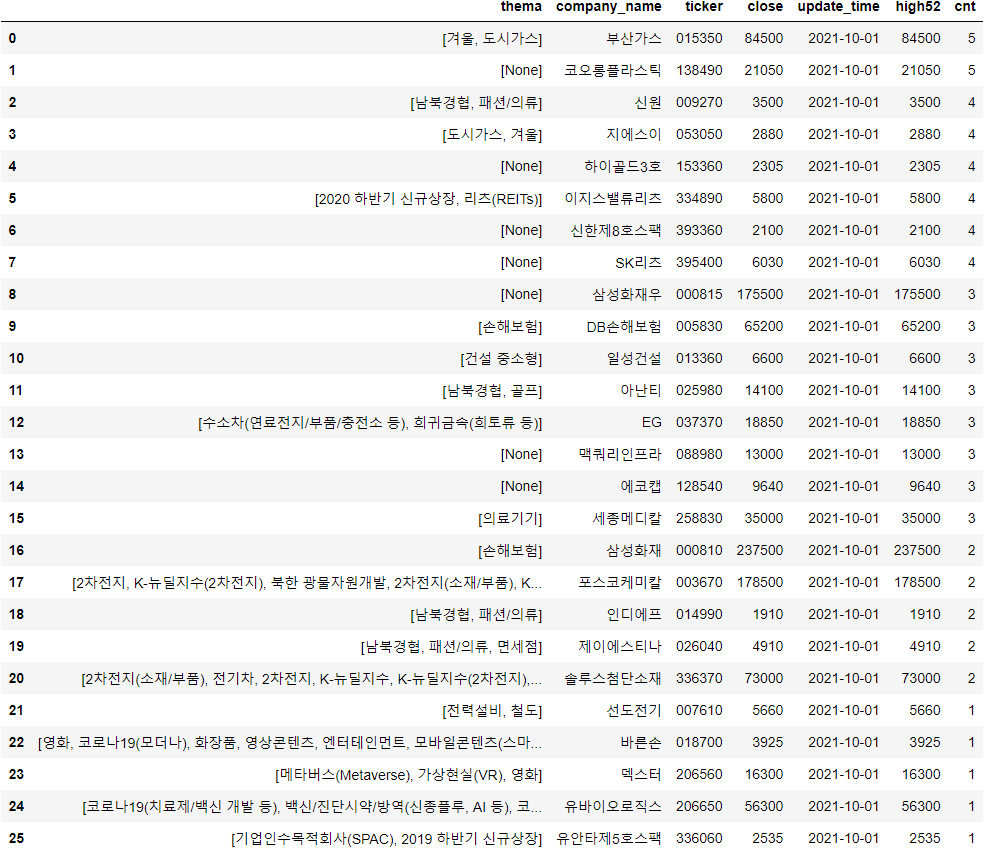 thema company_name ticker close update_time high52 cnt
0 [겨울, 도시가스] 부산가스 015350 84500 2021-10-01 84500 5
1 [None] 코오롱플라스틱 138490 21050 2021-10-01 21050 5
2 [남북경협, 패션/의류] 신원 009270 3500 2021-10-01 3500 4
3 [도시가스, 겨울] 지에스이 053050 2880 2021-10-01 2880 4
4 [None] 하이골드3호 153360 2305 2021-10-01 2305 4
5 [2020 하반기 신규상장, 리츠(REITs)] 이지스밸류리츠 334890 5800 2021-10-01 5800 4
6 [None] 신한제8호스팩 393360 2100 2021-10-01 2100 4
7 [None] SK리츠 395400 6030 2021-10-01 6030 4
8 [None] 삼성화재우 000815 175500 2021-10-01 175500 3
9 [손해보험] DB손해보험 005830 65200 2021-10-01 65200 3
10 [건설 중소형] 일성건설 013360 6600 2021-10-01 6600 3
11 [남북경협, 골프] 아난티 025980 14100 2021-10-01 14100 3
12 [수소차(연료전지/부품/충전소 등), 희귀금속(희토류 등)] EG 037370 18850 2021-10-01 18850 3
13 [None] 맥쿼리인프라 088980 13000 2021-10-01 13000 3
14 [None] 에코캡 128540 9640 2021-10-01 9640 3
15 [의료기기] 세종메디칼 258830 35000 2021-10-01 35000 3
16 [손해보험] 삼성화재 000810 237500 2021-10-01 237500 2
17 [2차전지, K-뉴딜지수(2차전지), 북한 광물자원개발, 2차전지(소재/부품), K... 포스코케미칼 003670 178500 2021-10-01 178500 2
18 [남북경협, 패션/의류] 인디에프 014990 1910 2021-10-01 1910 2
19 [남북경협, 패션/의류, 면세점] 제이에스티나 026040 4910 2021-10-01 4910 2
20 [2차전지(소재/부품), 전기차, 2차전지, K-뉴딜지수, K-뉴딜지수(2차전지),... 솔루스첨단소재 336370 73000 2021-10-01 73000 2
21 [전력설비, 철도] 선도전기 007610 5660 2021-10-01 5660 1
22 [영화, 코로나19(모더나), 화장품, 영상콘텐츠, 엔터테인먼트, 모바일콘텐츠(스마... 바른손 018700 3925 2021-10-01 3925 1
23 [메타버스(Metaverse), 가상현실(VR), 영화] 덱스터 206560 16300 2021-10-01 16300 1
24 [코로나19(치료제/백신 개발 등), 백신/진단시약/방역(신종플루, AI 등), 코... 유바이오로직스 206650 56300 2021-10-01 56300 1
25 [기업인수목적회사(SPAC), 2019 하반기 신규상장] 유안타제5호스팩 336060 2535 2021-10-01 2535 1